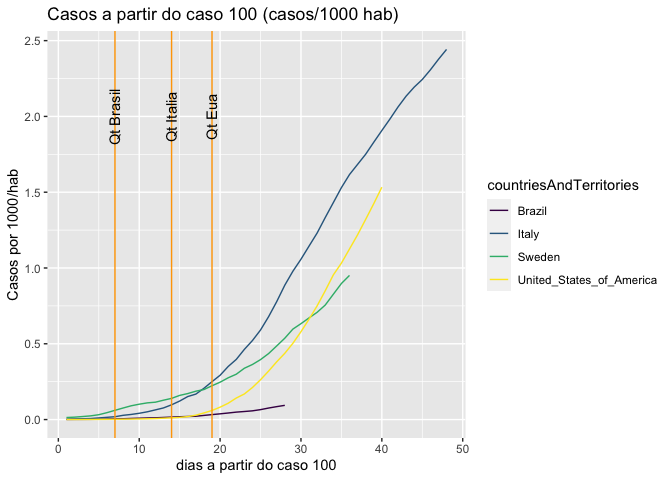 Casos a partir do caso 100 (casos/1000 hab)
Casos por 1000/hab
2.5
2.0
1.5
1.0
0.5
0.0
Qt Brasil
Qt Italia
Qt Eua
0
10
20
30
40
50
dias a partir do caso 100
countriesAndTerritories
Brazil
Italy
Sweden
United_States_of_America